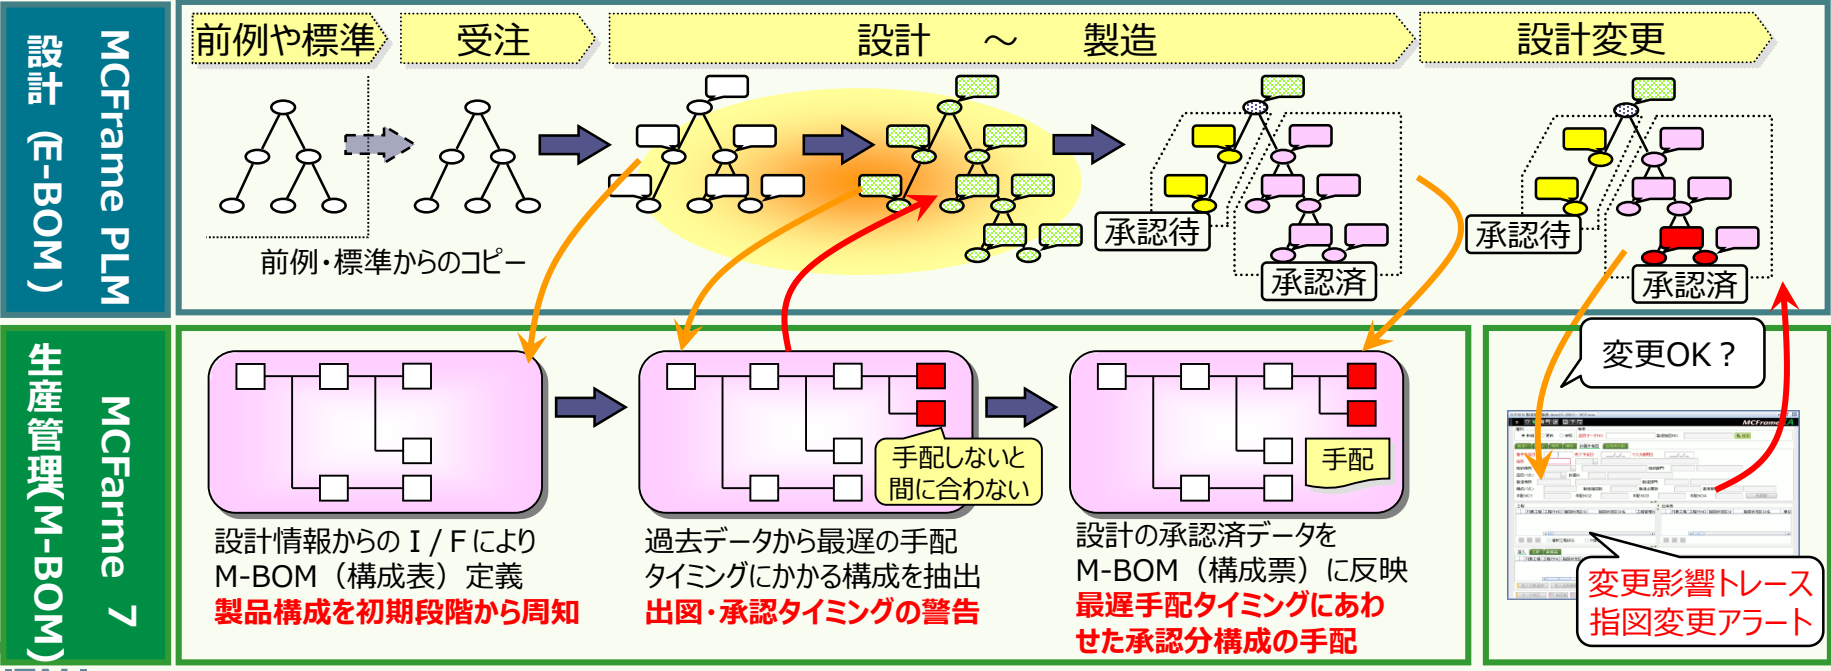 MCFrame PLM
設計 (E-BOM)
前例や標準
受注
設計 ～ 製造
設計変更
前例・標準からのコピー
承認待
承認済
承認待
承認済
MCFarme 7
生産管理(M-BOM)
手配しないと
間に合わない
手配
変更OK？
設計情報からのI/Fにより
M-BOM（構成表）定義
製品構成を初期段階から周知
過去データから最遅の手配
タイミングにかかる構成を抽出
出図・承認タイミングの警告
設計の承認済データを
M-BOM（構成票）に反映
最遅手配タイミングにあわ
せた承認分構成の手配
MCFrame
変更影響トレース
指図変更アラート